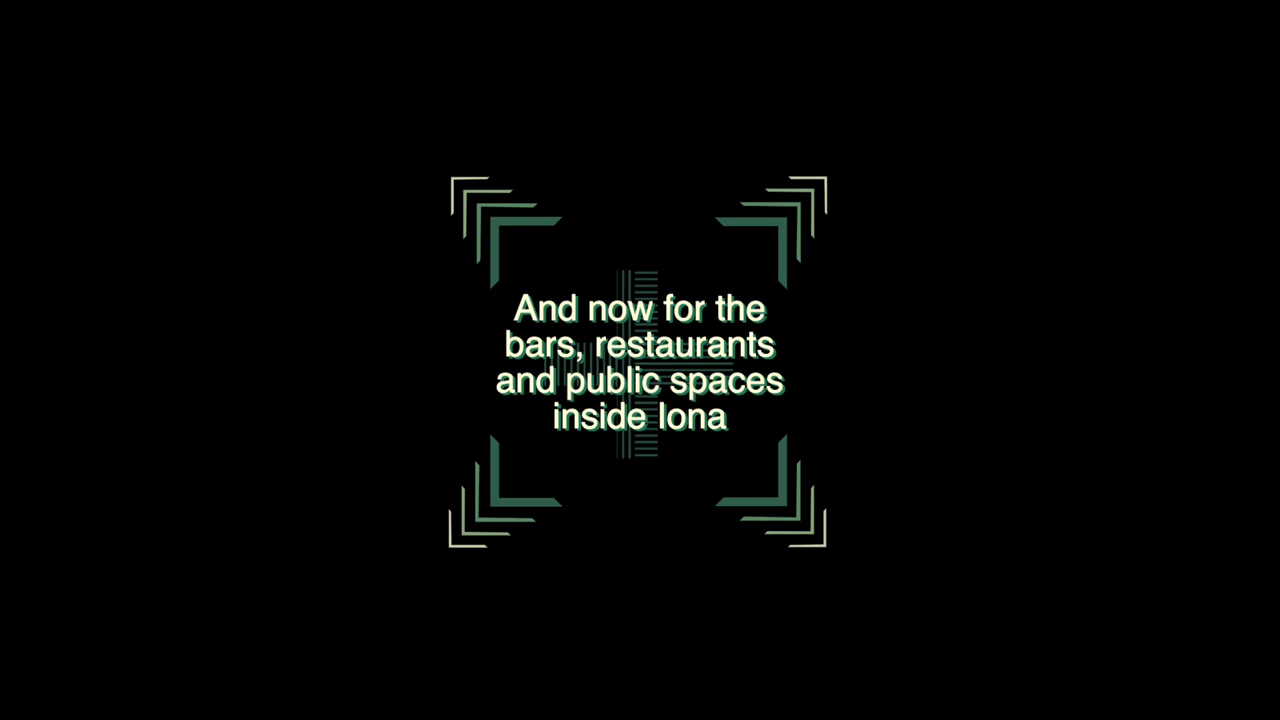 And now for the
bars, restaurants
and public spaces
inside Iona